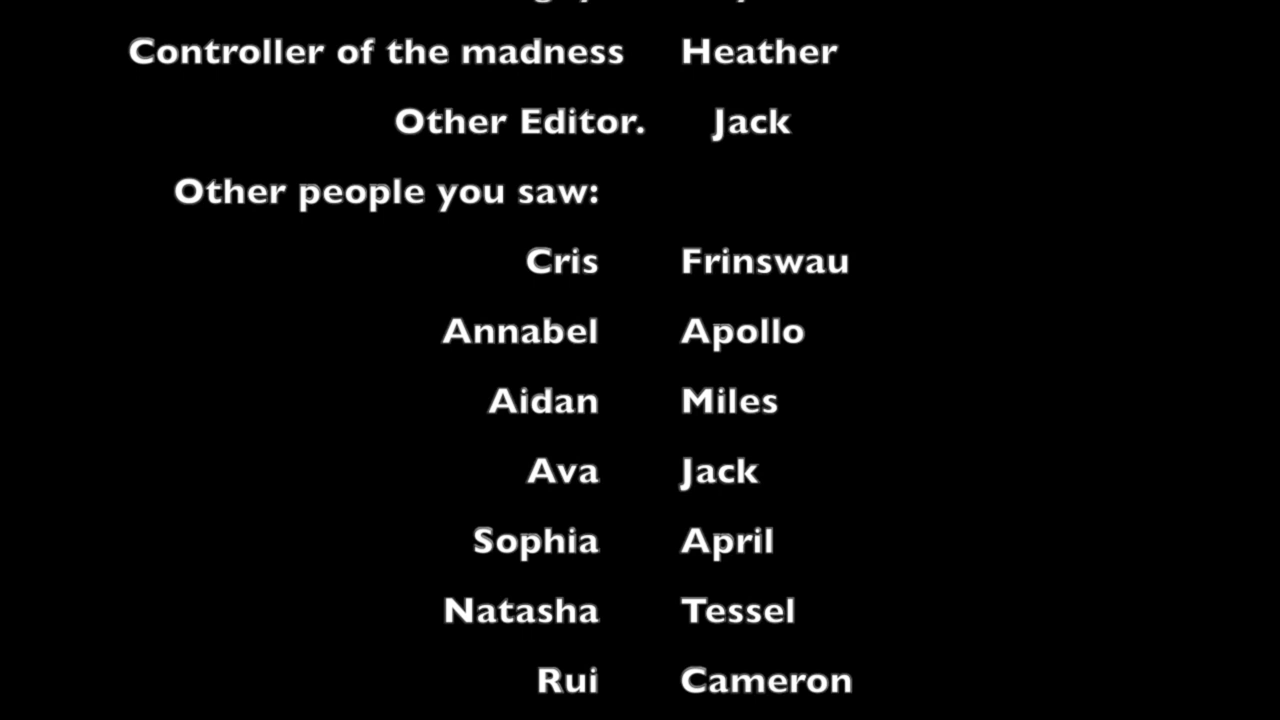 Controller of the madness Heather
Other Editor. Jack
Other people you saw:
Cris Frinswau
Annabel Apollo
Aidan Miles
Ava Jack
Sophia April
Natasha Tessel
Rui Cameron